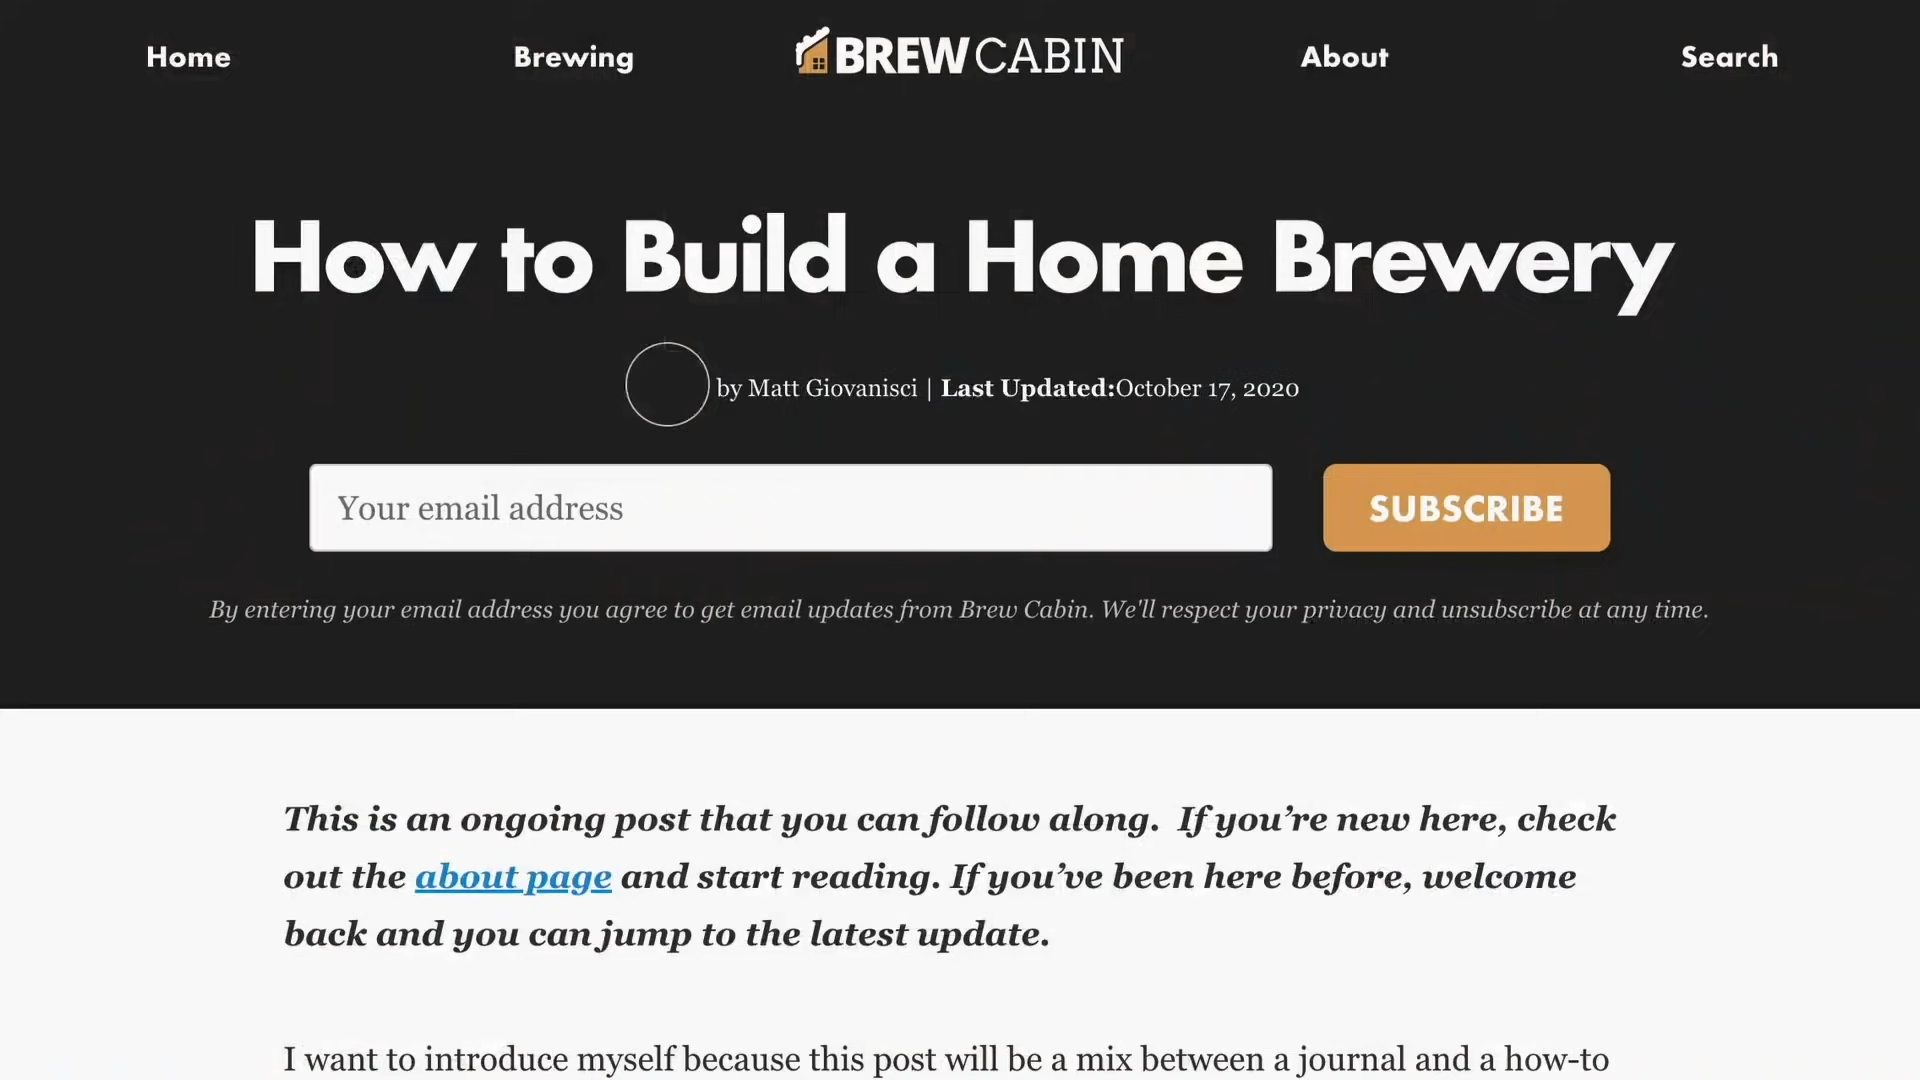 Home Brewing BREWCABIN About Search
How to Build a Home Brewery
by Matt Giovanisci | Last Updated:October 17, 2020
Your email address SUBSCRIBE
By entering your email address you agree to get email updates from Brew Cabin. We'll respect your privacy and unsubscribe at any time.
This is an ongoing post that you can follow along. If you’re new here, check
out the about page and start reading. If you’ve been here before, welcome
back and you can jump to the latest update.
I want to introduce myself because this post will be a mix between a journal and a how-to